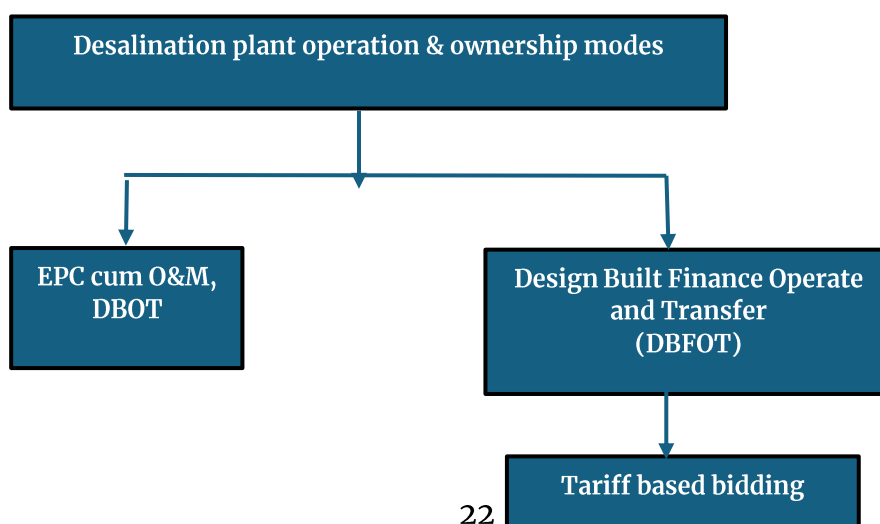 Desalination plant operation & ownership modes
EPC cum O&M,
DBOT
Design Built Finance Operate
and Transfer
(DBFOT)
Tariff based bidding
22